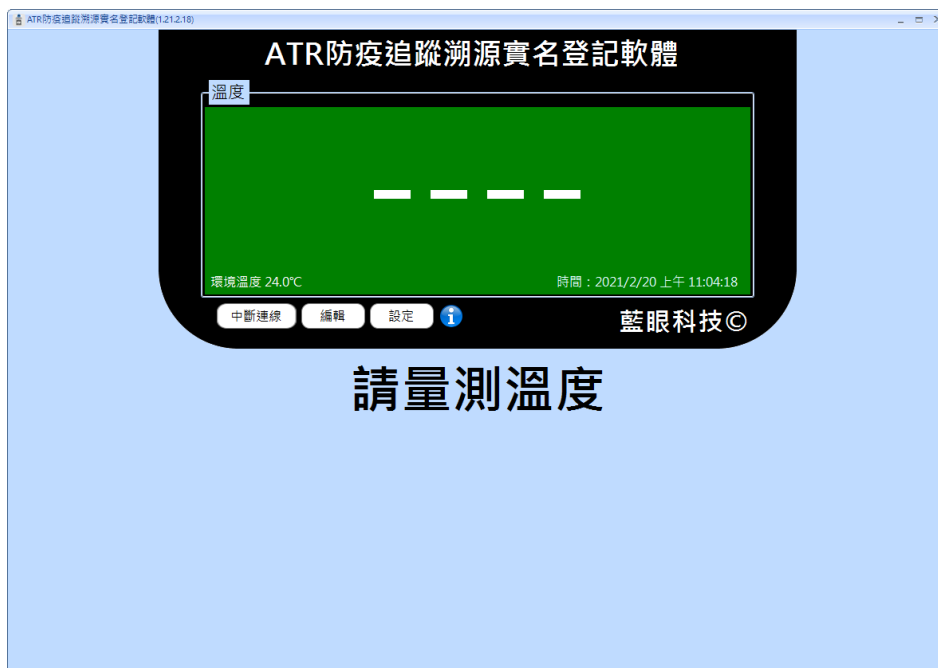 ATR防疫追蹤溯源實名登記軟體(1.21.2.18)
ATR防疫追蹤溯源實名登記軟體
溫度
環境溫度 24.0℃
時間：2021/2/20 上午 11:04:18
中斷連線
編輯
設定
藍眼科技©
請量測溫度